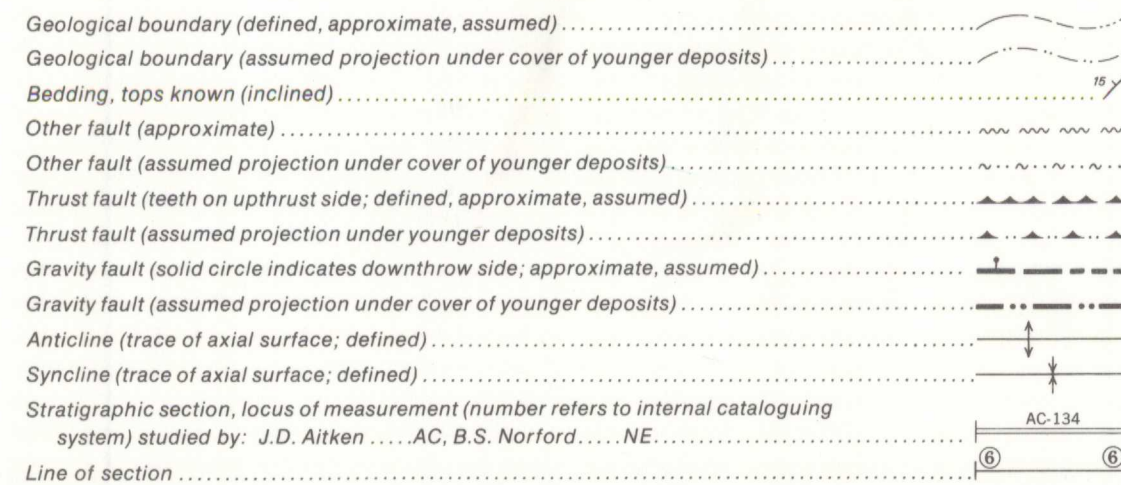 Geological boundary (defined, approximate, assumed)
Geological boundary (assumed projection under cover of younger deposits)
Bedding, tops known (inclined) 15
Other fault (approximate)
Other fault (assumed projection under cover of younger deposits)
Thrust fault (teeth on upthrust side; defined, approximate, assumed)
Thrust fault (assumed projection under younger deposits)
Gravity fault (solid circle indicates downthrow side; approximate, assumed)
Gravity fault (assumed projection under cover of younger deposits)
Anticline (trace of axial surface; defined)
Syncline (trace of axial surface; defined)
Stratigraphic section, locus of measurement (number refers to internal cataloguing
system) studied by: J.D. Aitken .....AC, B.S. Norford.....NE. AC-134
Line of section 6 6